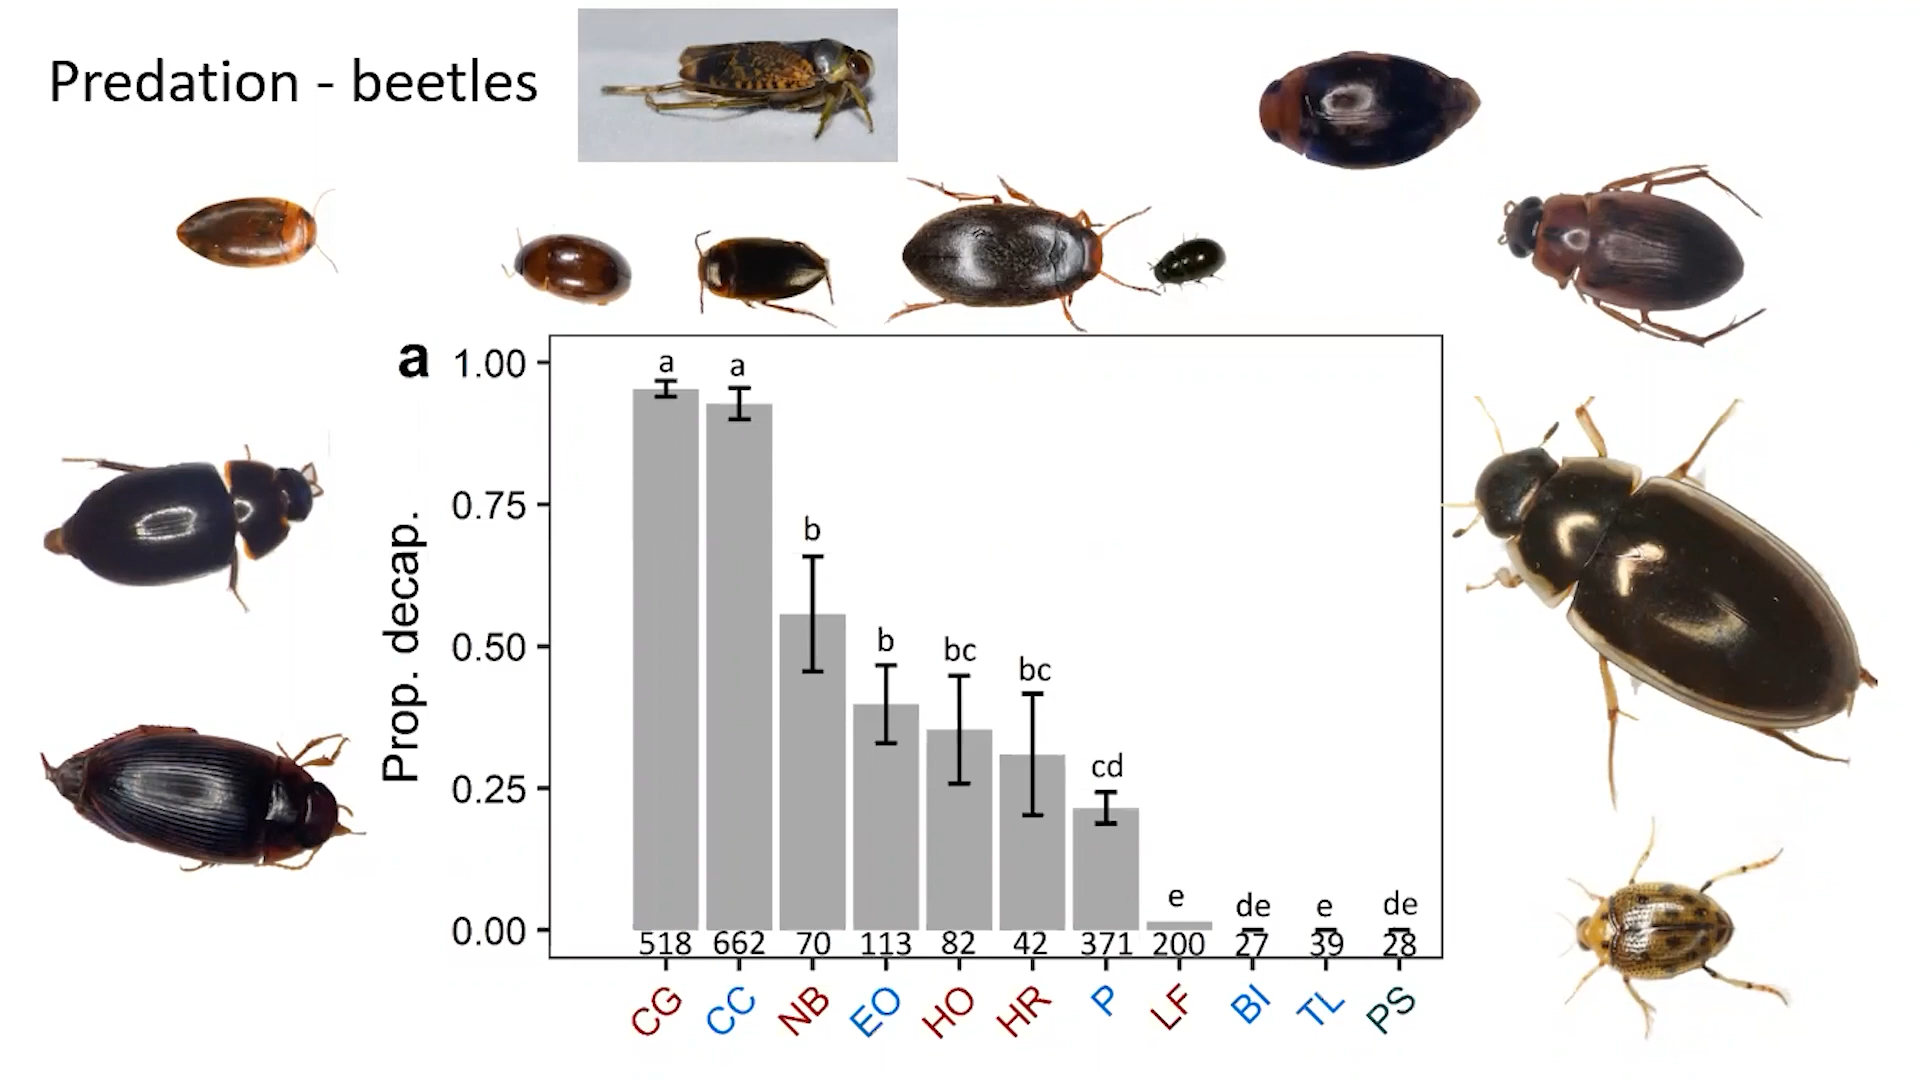 Predation - beetles
a
Prop. decap.
1.00
0.75
0.50
0.25
0.00
a a b b bc bc cd e de e de
518 662 70 113 82 42 371 200 27 39 28
CG CC NB EO HO HR P LF BI TL PS